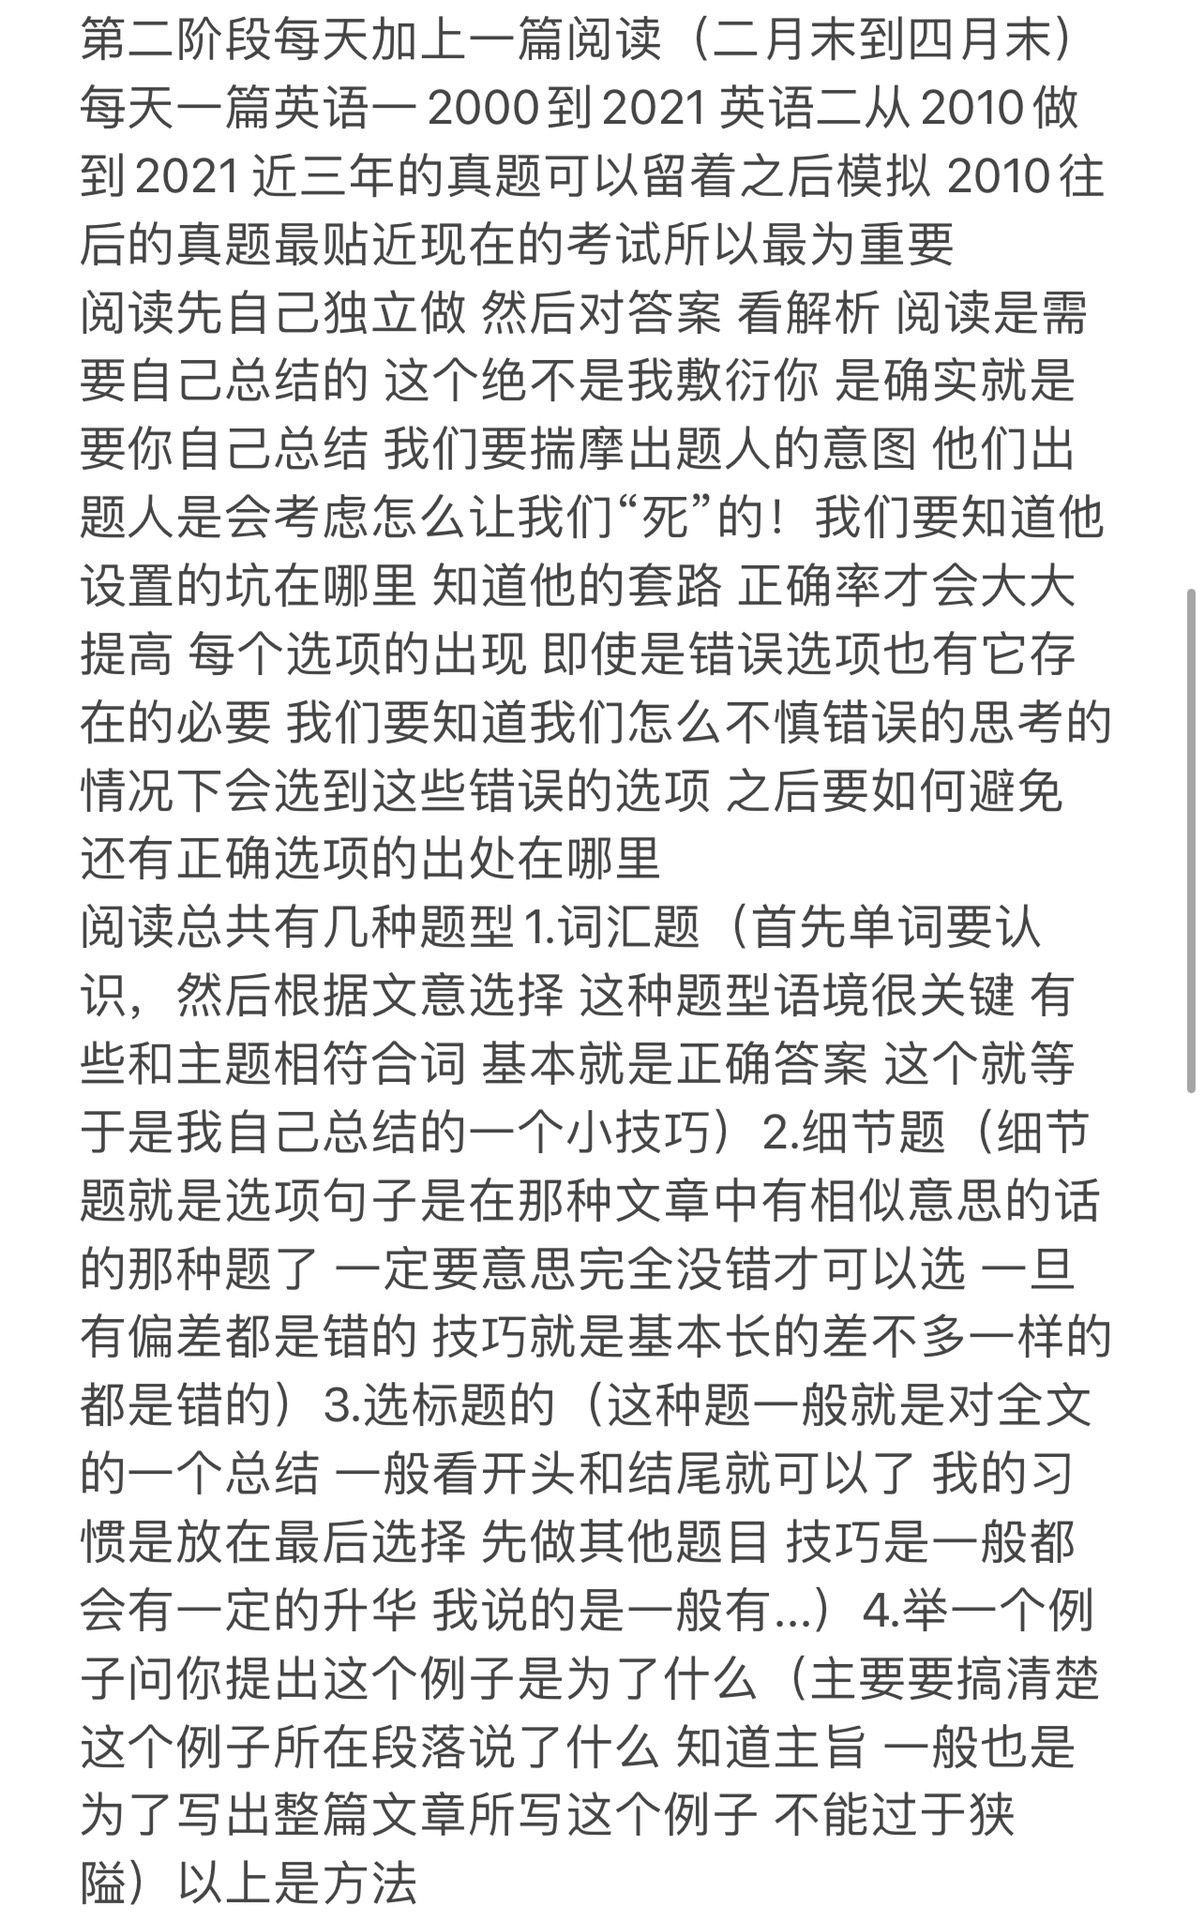 第二阶段每天加上一篇阅读（二月末到四月末）
每天一篇英语一2000到2021 英语二从2010做
到2021 近三年的真题可以留着之后模拟 2010往
后的真题最贴近现在的考试所以最为重要
阅读先自己独立做 然后对答案 看解析 阅读是需
要自己总结的 这个绝不是我敷衍你 是确实就是
要你自己总结 我们要揣摩出题人的意图 他们出
题人是会考虑怎么让我们“死”的！我们要知道他
设置的坑在哪里 知道他的套路 正确率才会大大
提高 每个选项的出现 即使是错误选项也有它存
在的必要 我们要知道我们怎么不慎错误的思考的
情况下会选到这些错误的选项 之后要如何避免
还有正确选项的出处在哪里
阅读总共有几种题型1.词汇题（首先单词要认
识，然后根据文意选择 这种题型语境很关键 有
些和主题相符合词 基本就是正确答案 这个就等
于是我自己总结的一个小技巧）2.细节题（细节
题就是选项句子是在那种文章中有相似意思的话
的那种题了 一定要意思完全没错才可以选 一旦
有偏差都是错的 技巧就是基本长的差不多一样的
都是错的）3.选标题的（这种题一般就是对全文
的一个总结 一般看开头和结尾就可以了 我的习
惯是放在最后选择 先做其他题目 技巧是一般都
会有一定的升华 我说的是一般有...）4.举一个例
子问你提出这个例子是为了什么（主要要搞清楚
这个例子所在段落说了什么 知道主旨 一般也是
为了写出整篇文章所写这个例子 不能过于狭
隘）以上是方法